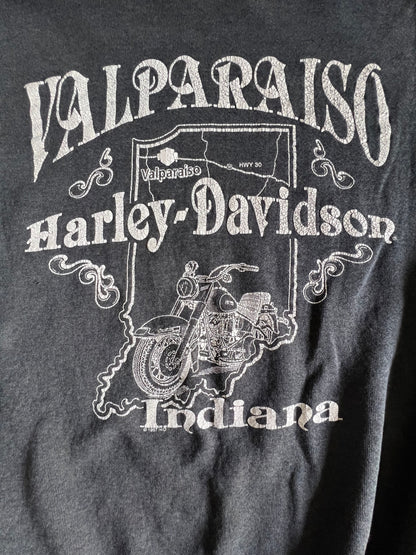 VALPARAISO
HWY 30
Valparaiso
Harley-Davidson
Indiana